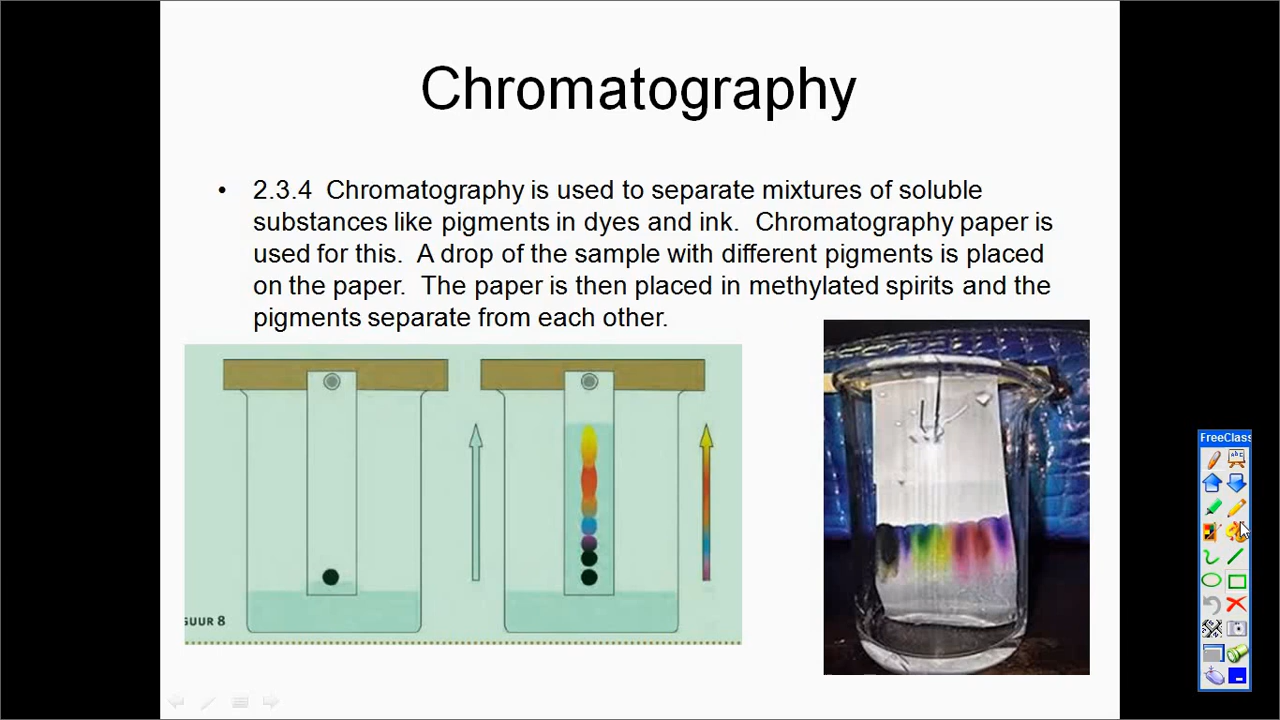 Chromatography
• 2.3.4 Chromatography is used to separate mixtures of soluble
substances like pigments in dyes and ink. Chromatography paper is
used for this. A drop of the sample with different pigments is placed
on the paper. The paper is then placed in methylated spirits and the
pigments separate from each other.
GUUR 8
FreeClass